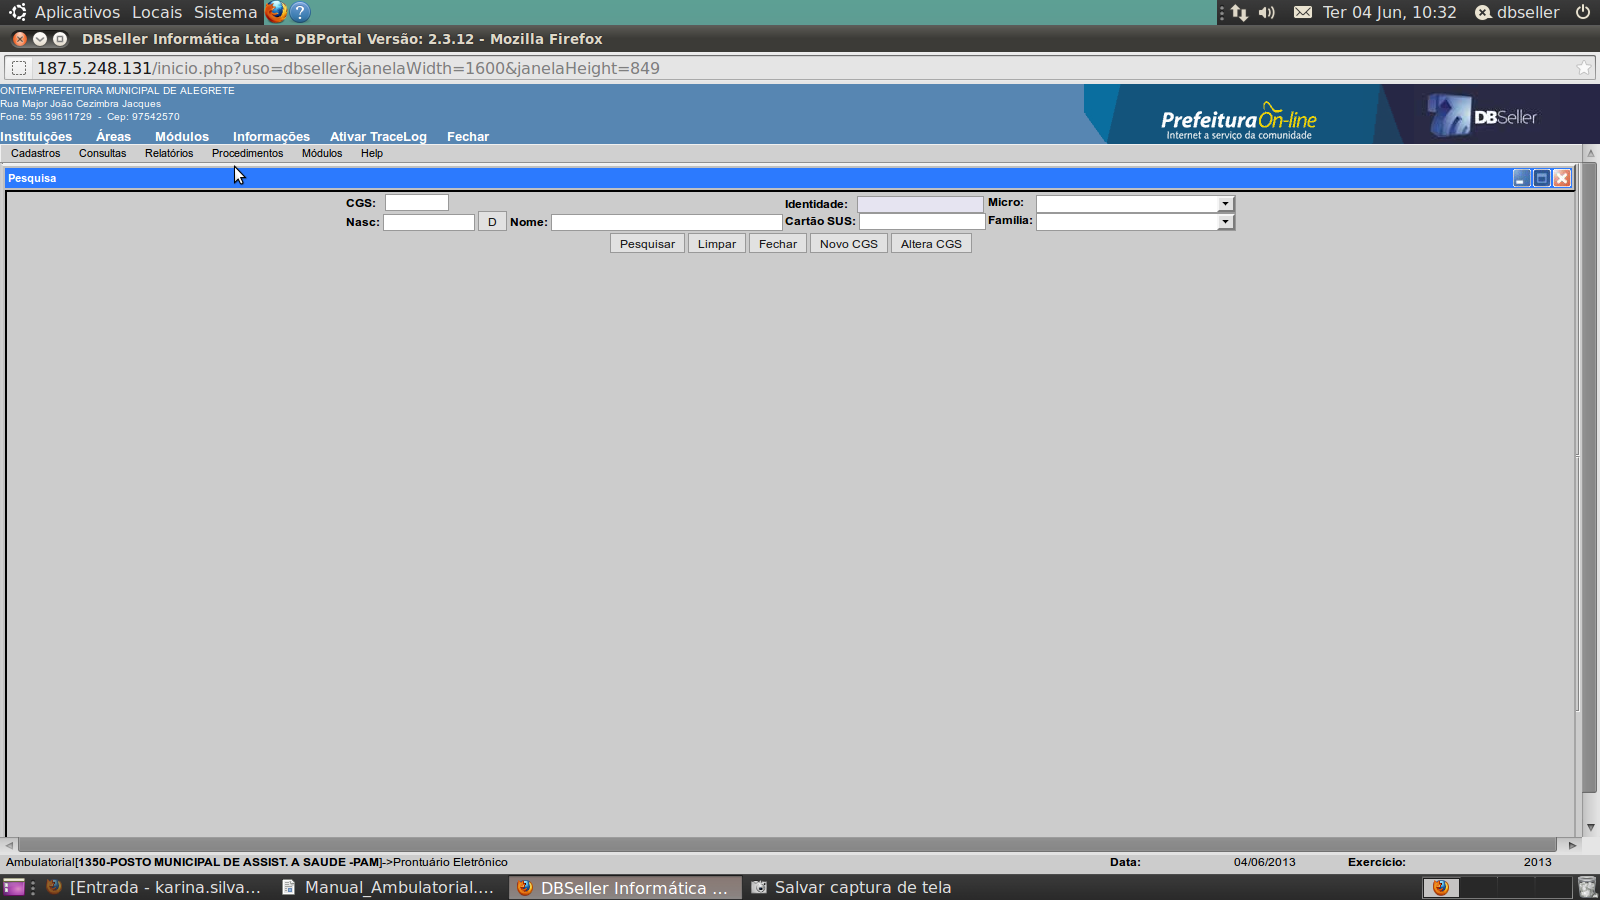 Aplicativos Locais Sistema ? Ter 04 Jun, 10:32 dbseller
DBSeller Informática Ltda - DBPortal Versão: 2.3.12 - Mozilla Firefox
187.5.248.131/inicio.php?uso=dbseller&janelaWidth=1600&janelaHeight=849
ONTEM-PREFEITURA MUNICIPAL DE ALEGRETE
Rua Major João Cezimbra Jacques
Fone: 55 39611729 - Cep: 97542570
PrefeituraOn-line
Internet a serviço da comunidade
DBSeller
Instituições Áreas Módulos Informações Ativar TraceLog Fechar
Cadastros Consultas Relatórios Procedimentos Módulos Help
Pesquisa
CGS: Identidade: Micro:
Nasc: D Nome: Cartão SUS: Família:
Pesquisar Limpar Fechar Novo CGS Altera CGS
Ambulatorial[1350-POSTO MUNICIPAL DE ASSIST. A SAUDE -PAM]->Prontuário Eletrônico Data: 04/06/2013 Exercício: 2013
[Entrada - karina.silva... Manual_Ambulatorial.... DBSeller Informática ... Salvar captura de tela